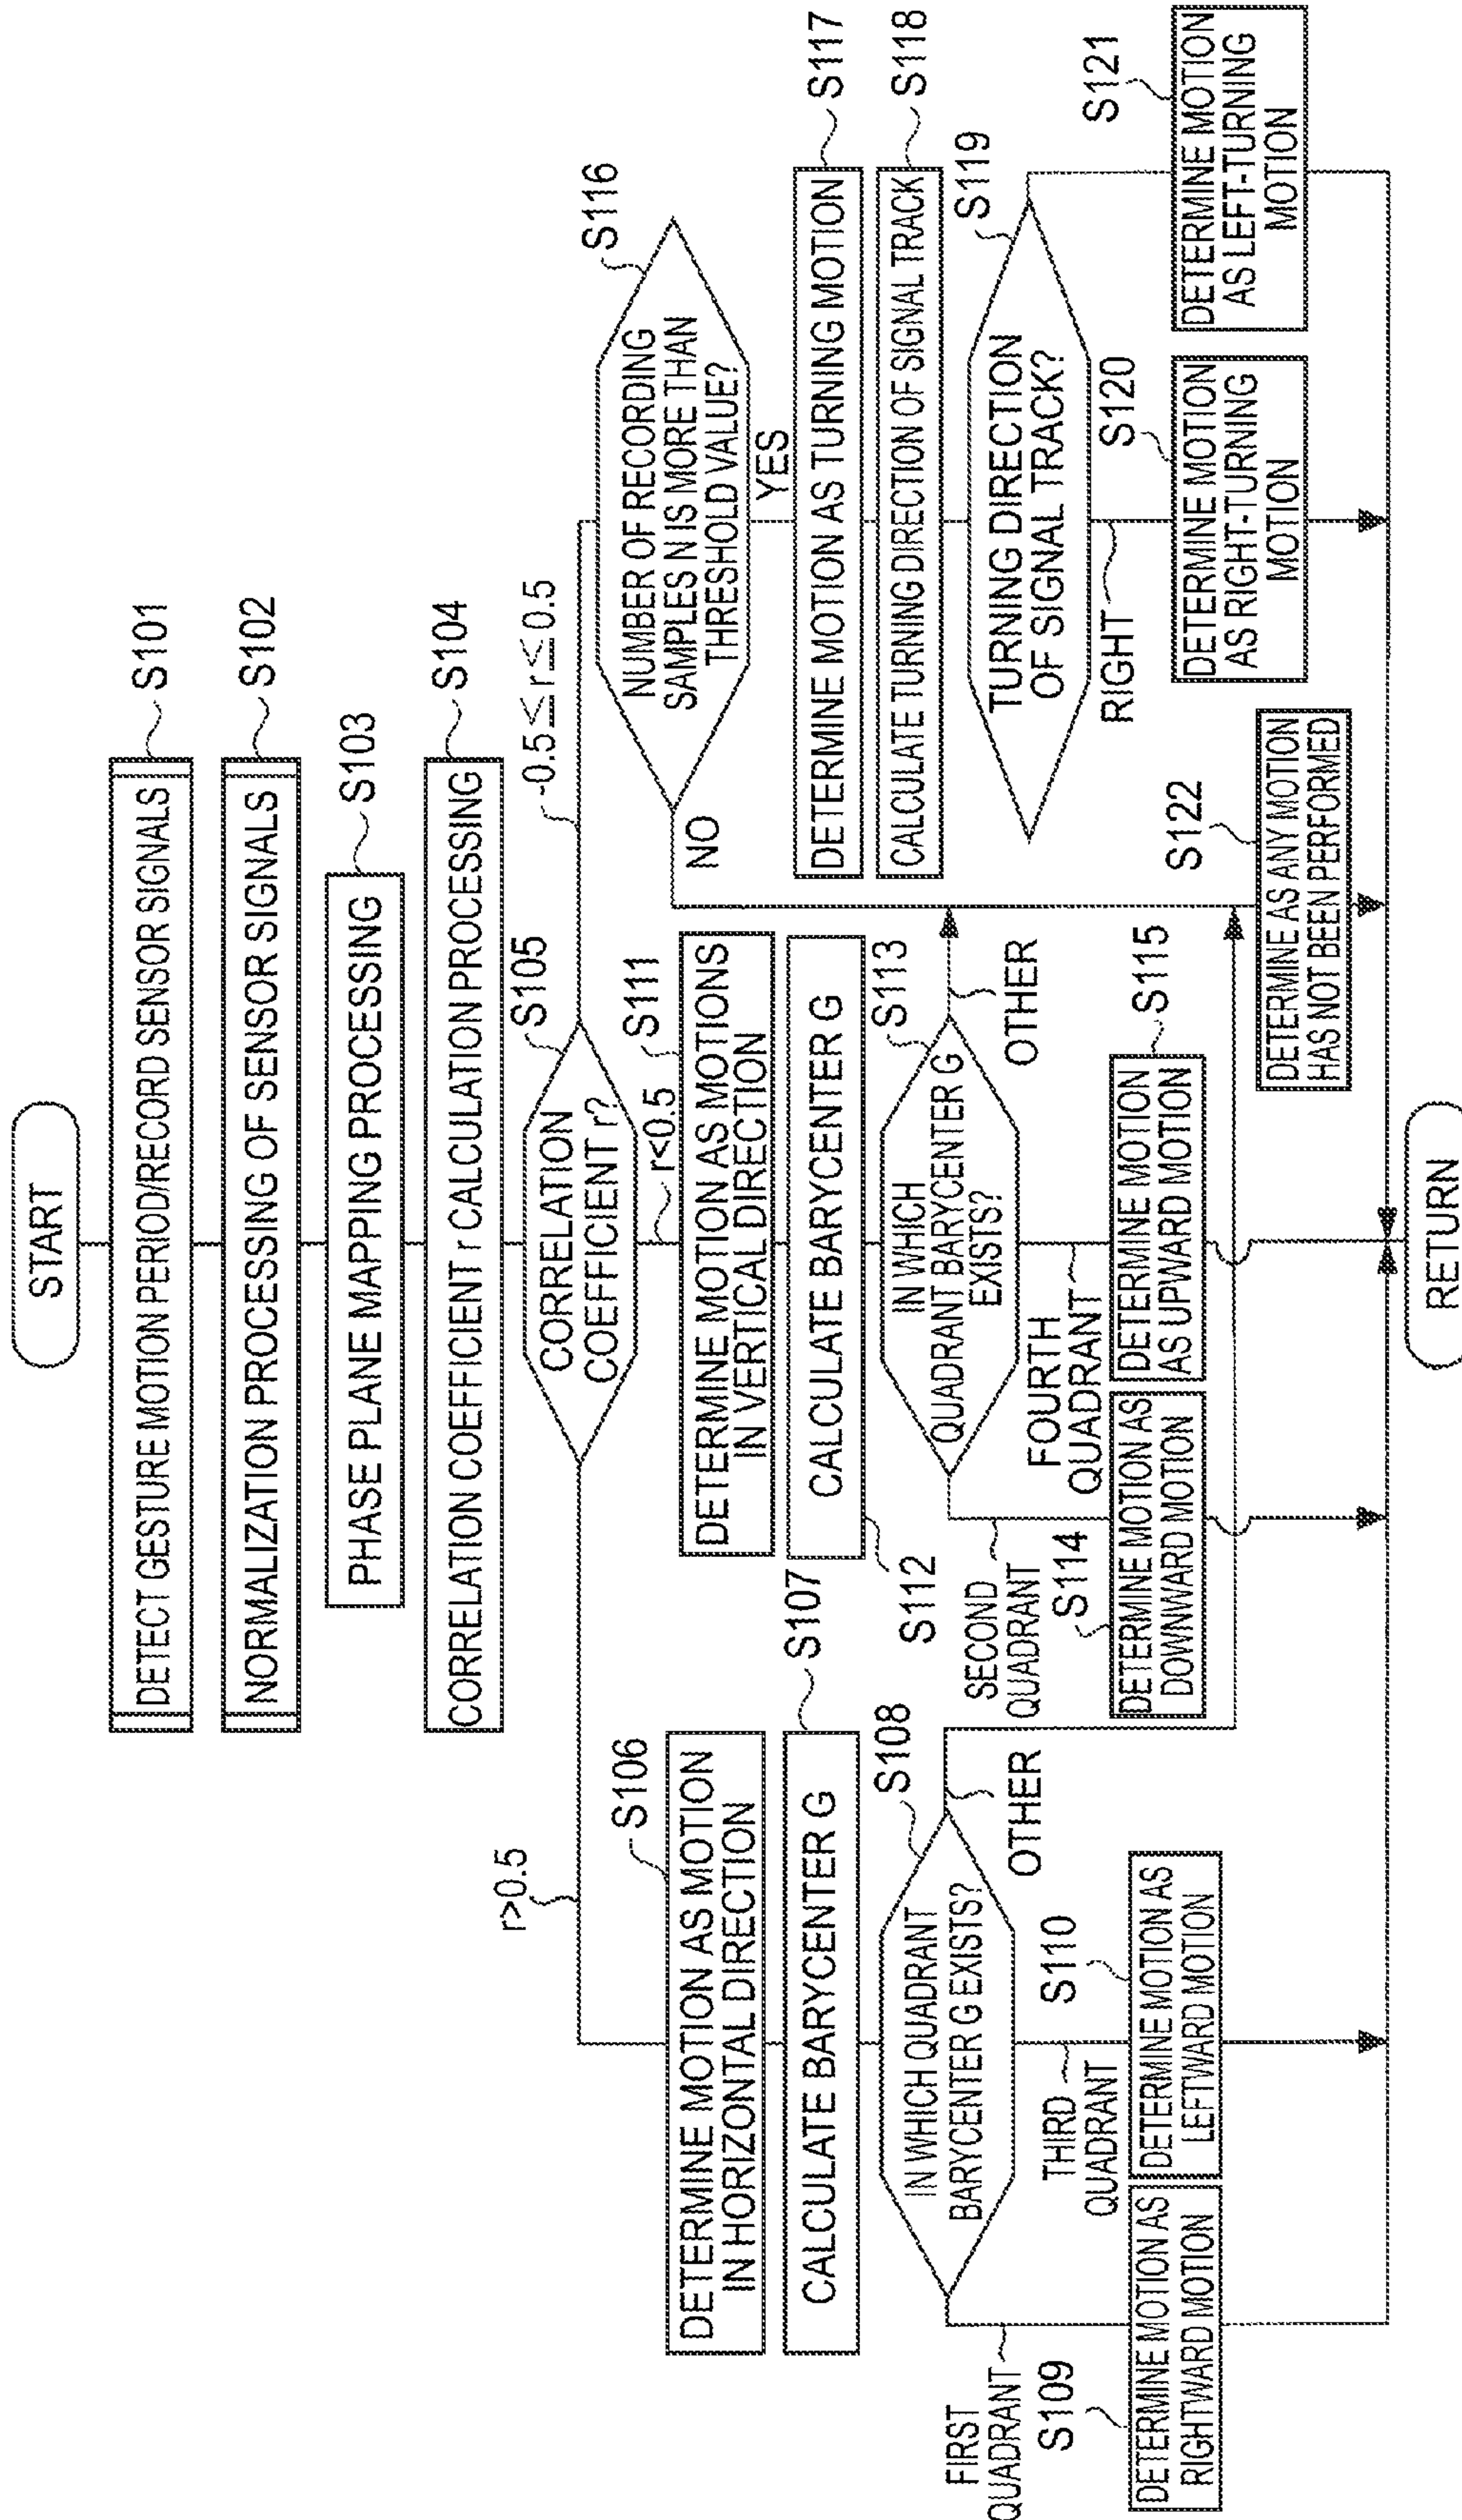 START
DETECT GESTURE MOTION PERIOD/RECORD SENSOR SIGNALS
S101
NORMALIZATION PROCESSING OF SENSOR SIGNALS
S102
PHASE PLANE MAPPING PROCESSING
S103
CORRELATION COEFFICIENT r CALCULATION PROCESSING
S104
CORRELATION
COEFFICIENT r?
S105
r>0.5
r<0.5
-0.5≤r≤0.5
S106
DETERMINE MOTION AS MOTION
IN HORIZONTAL DIRECTION
CALCULATE BARYCENTER G
S107
IN WHICH QUADRANT
BARYCENTER G EXISTS?
S108
OTHER
FIRST
QUADRANT
THIRD
QUADRANT
S109
DETERMINE MOTION AS
RIGHTWARD MOTION
S110
DETERMINE MOTION AS
LEFTWARD MOTION
S111
DETERMINE MOTION AS MOTIONS
IN VERTICAL DIRECTION
CALCULATE BARYCENTER G
S112
IN WHICH
QUADRANT BARYCENTER G
EXISTS?
S113
OTHER
SECOND
QUADRANT
FOURTH
QUADRANT
S114
DETERMINE MOTION AS
DOWNWARD MOTION
S115
DETERMINE MOTION
AS UPWARD MOTION
S116
NUMBER OF RECORDING
SAMPLES N IS MORE THAN
THRESHOLD VALUE?
NO
YES
DETERMINE MOTION AS TURNING MOTION
S117
CALCULATE TURNING DIRECTION OF SIGNAL TRACK
S118
TURNING DIRECTION
OF SIGNAL TRACK?
S119
RIGHT
S120
DETERMINE MOTION
AS RIGHT-TURNING
MOTION
S121
DETERMINE MOTION
AS LEFT-TURNING
MOTION
S122
DETERMINE AS ANY MOTION
HAS NOT BEEN PERFORMED
RETURN